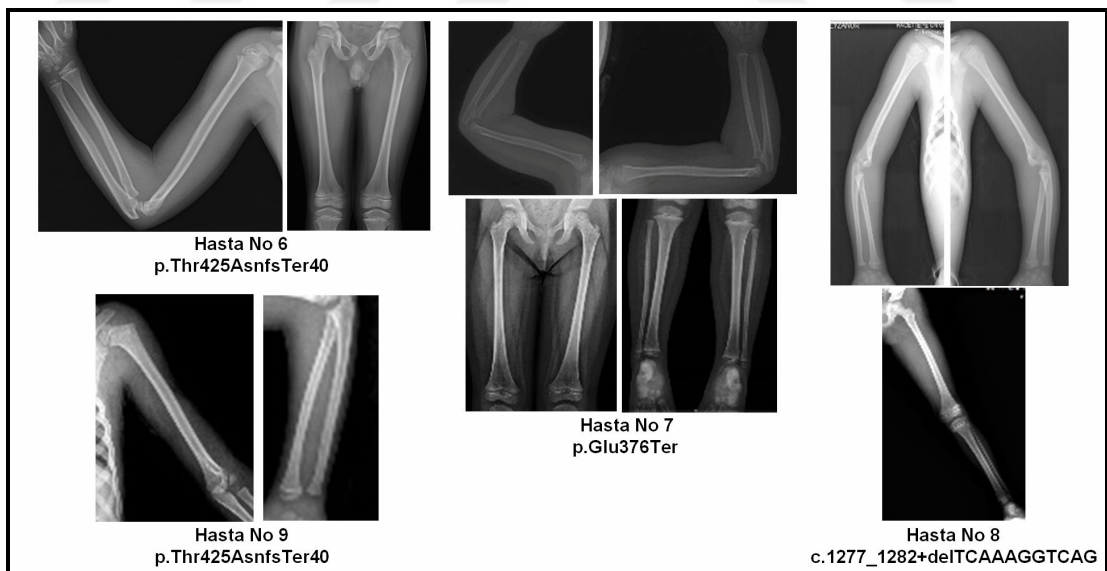 Hasta No 6
p.Thr425AsnfsTer40
Hasta No 7
p.Glu376Ter
Hasta No 9
p.Thr425AsnfsTer40
Hasta No 8
c.1277_1282+delTCAAAGGTCAG